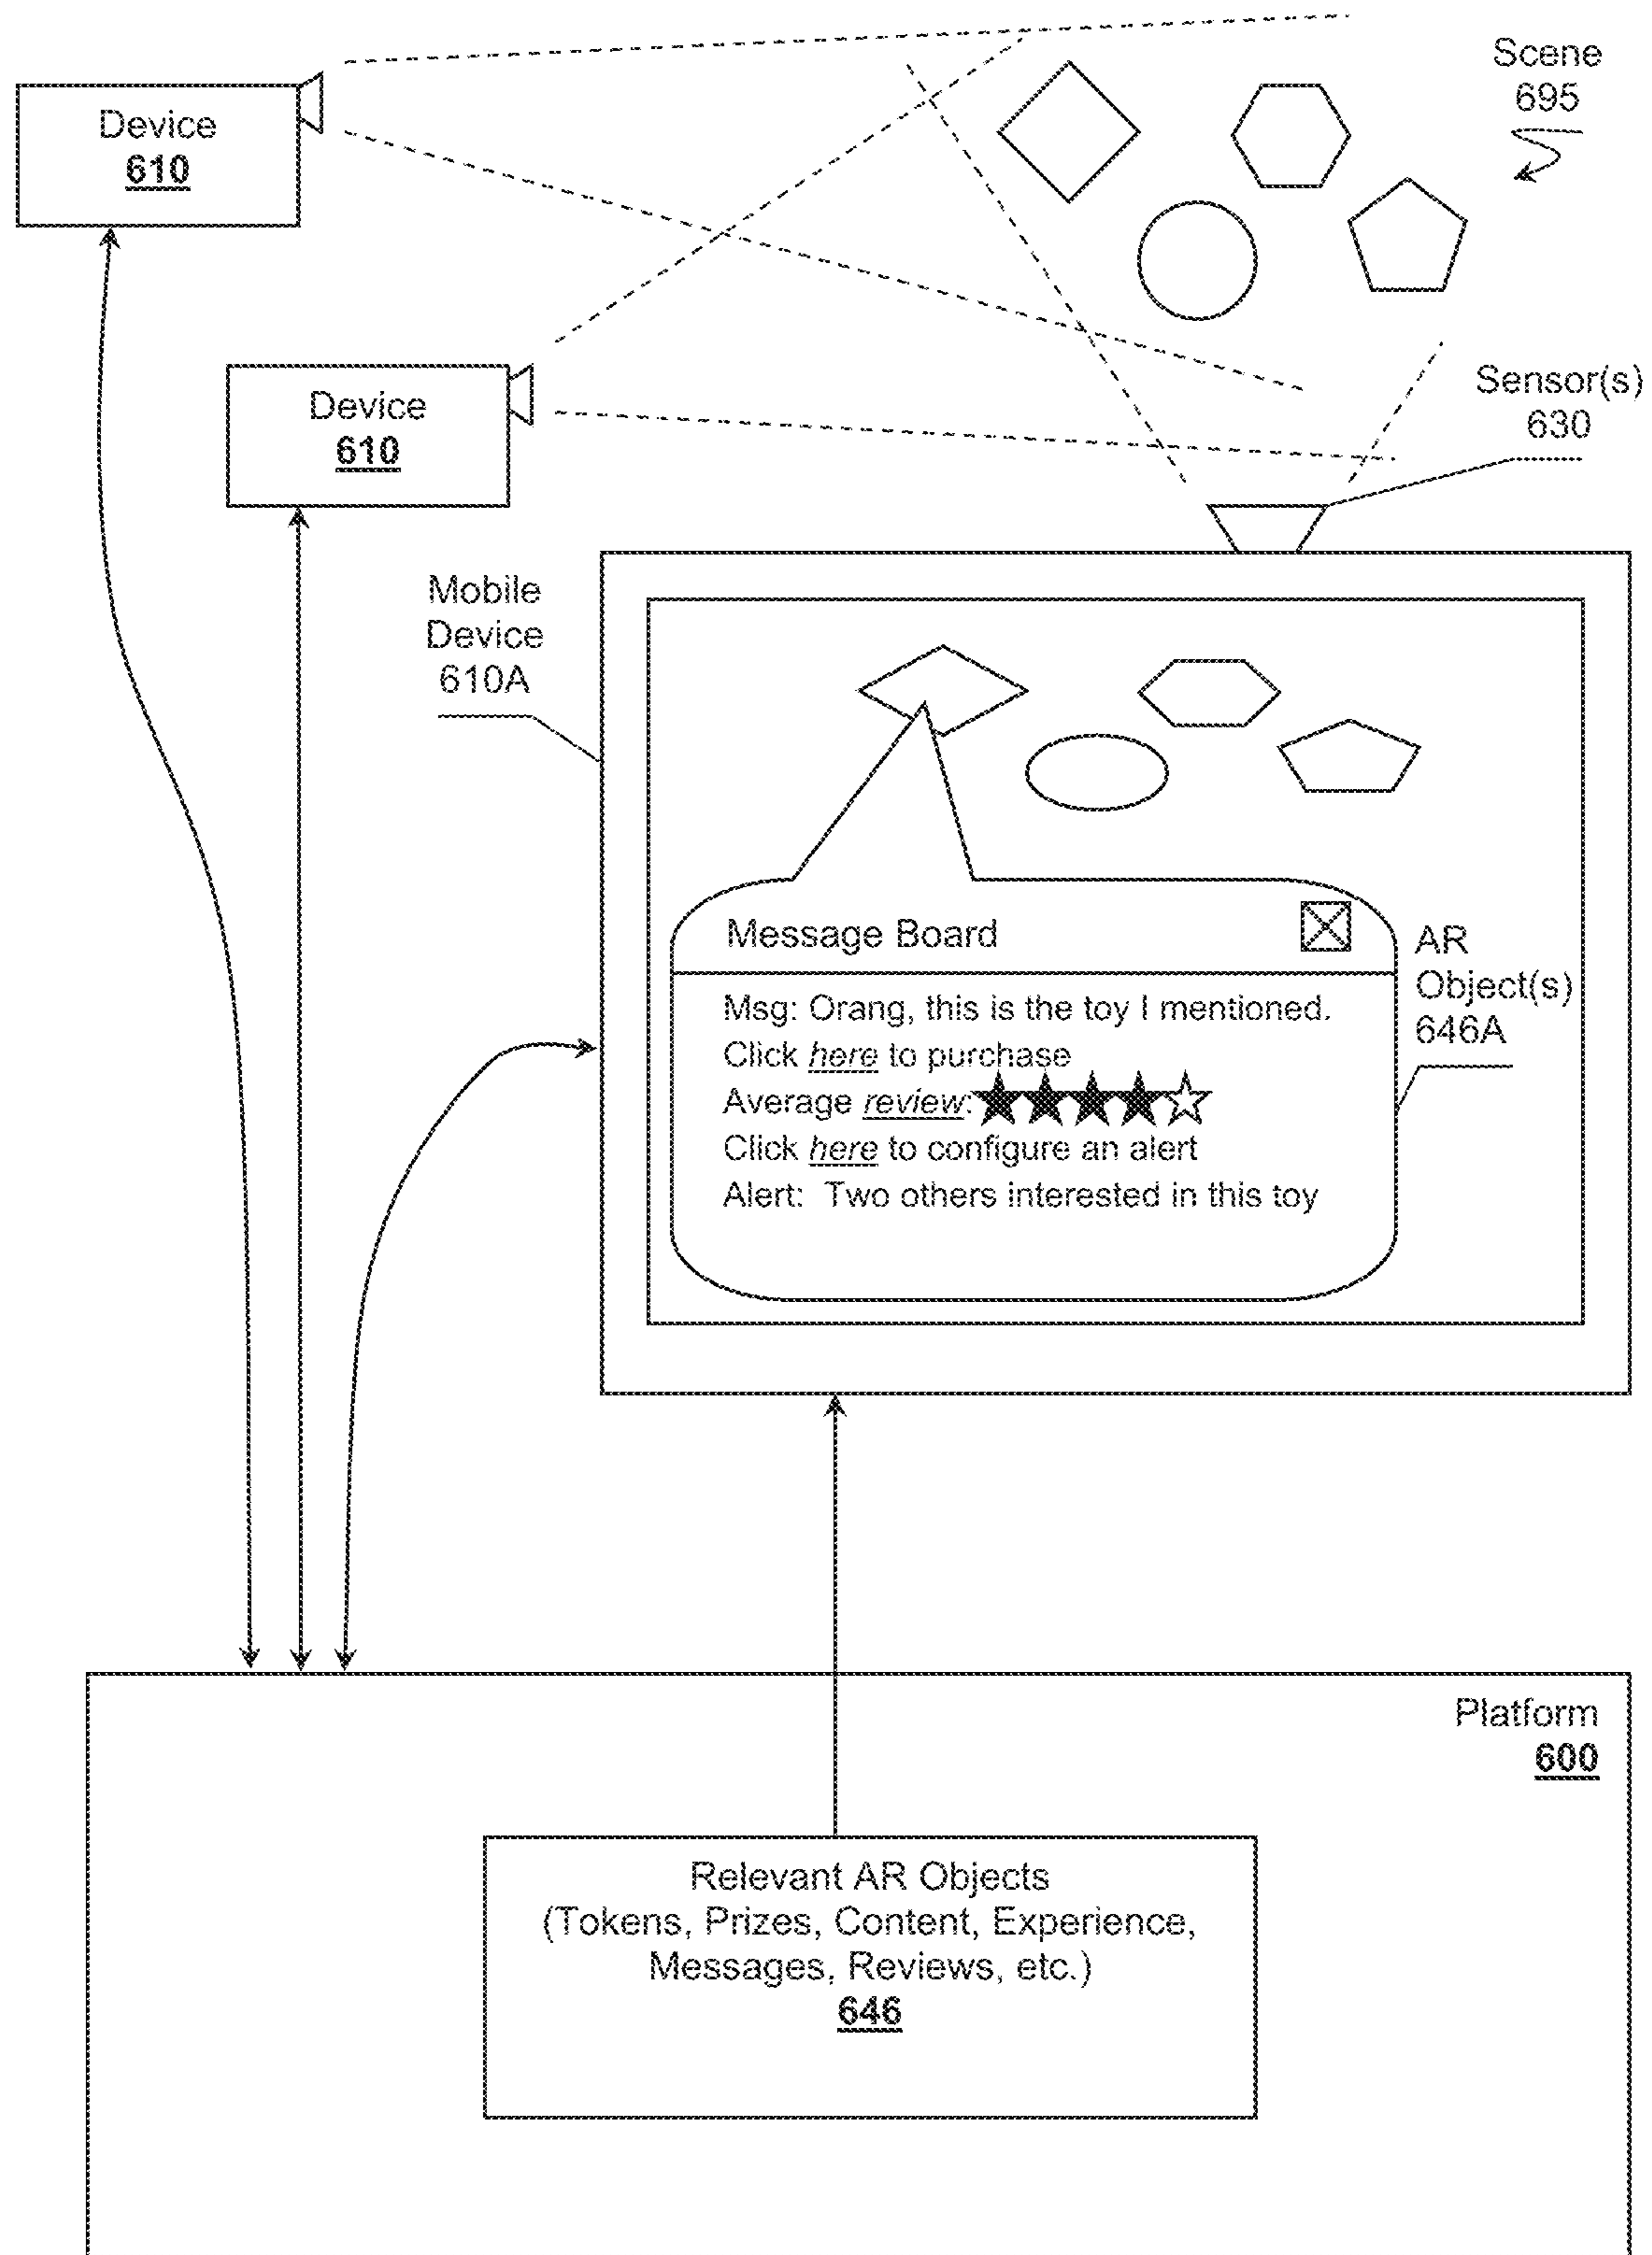 Scene
695
Device
610
Sensor(s)
630
Device
610
Mobile
Device
610A
Message Board
AR
Object(s)
646A
Msg: Orang, this is the toy I mentioned.
Click here to purchase
Average review:
Click here to configure an alert
Alert: Two others interested in this toy
Platform
600
Relevant AR Objects
(Tokens, Prizes, Content, Experience,
Messages, Reviews, etc.)
646